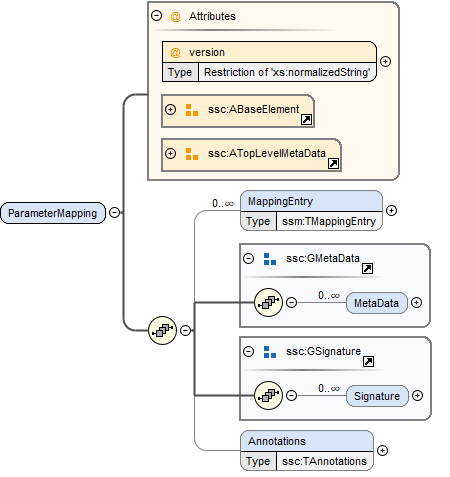 Attributes
@ version
Type Restriction of 'xs:normalizedString'
ssc:ABaseElement
ssc:ATopLevelMetaData
ParameterMapping
0..∞
MappingEntry
Type ssm:TMappingEntry
ssc:GMetaData
0..∞
MetaData
ssc:GSignature
0..∞
Signature
Annotations
Type ssc:TAnnotations